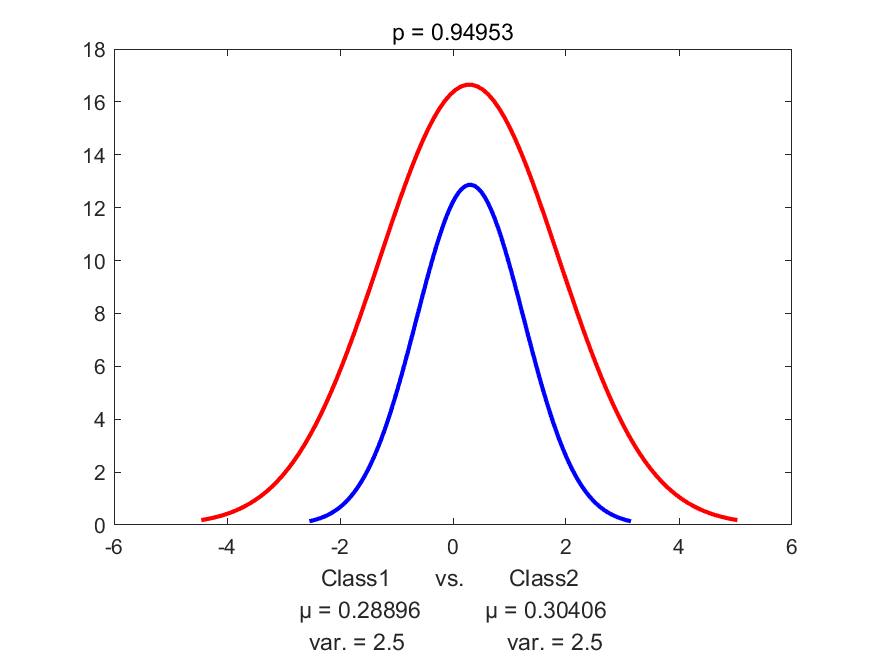 p = 0.94953
18
16
14
12
10
8
6
4
2
0
-6 -4 -2 0 2 4 6
Class1 vs. Class2
μ = 0.28896 μ = 0.30406
var. = 2.5 var. = 2.5